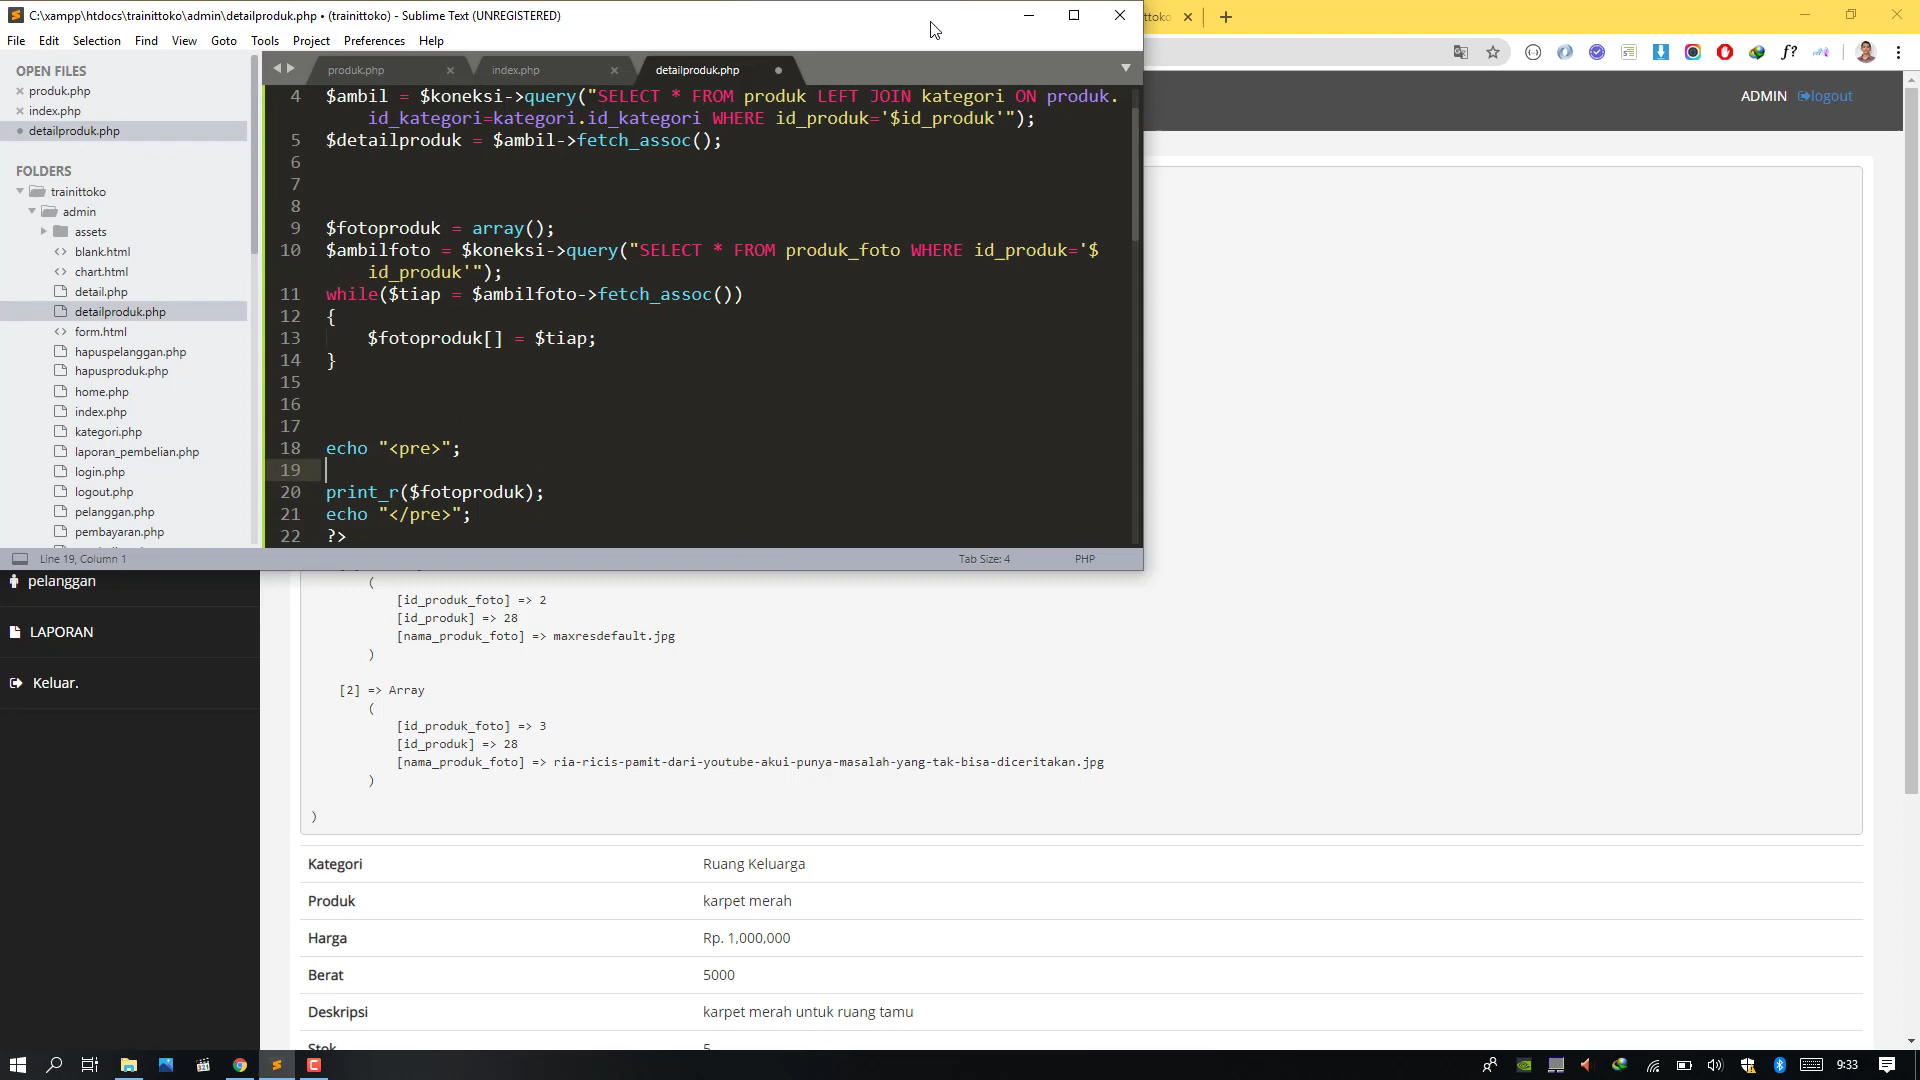 C:\xampp\htdocs\trainittoko\admin\detailproduk.php • (trainittoko) - Sublime Text (UNREGISTERED)
ttoko
File Edit Selection Find View Goto Tools Project Preferences Help
OPEN FILES
produk.php
index.php
detailproduk.php
FOLDERS
trainittoko
admin
assets
blank.html
chart.html
detail.php
detailproduk.php
form.html
hapuspelanggan.php
hapusproduk.php
home.php
index.php
kategori.php
laporan_pembelian.php
login.php
logout.php
pelanggan.php
pembayaran.php
produk.php index.php detailproduk.php
4 $ambil = $koneksi->query("SELECT * FROM produk LEFT JOIN kategori ON produk.
id_kategori=kategori.id_kategori WHERE id_produk='$id_produk'");
5 $detailproduk = $ambil->fetch_assoc();
6
7
8
9 $fotoproduk = array();
10 $ambilfoto = $koneksi->query("SELECT * FROM produk_foto WHERE id_produk='$
id_produk'");
11 while($tiap = $ambilfoto->fetch_assoc())
12 {
13 $fotoproduk[] = $tiap;
14 }
15
16
17
18 echo "<pre>";
19
20 print_r($fotoproduk);
21 echo "</pre>";
22 ?>
Line 19, Column 1 Tab Size: 4 PHP
ADMIN logout
pelanggan
LAPORAN
Keluar.
(
[id_produk_foto] => 2
[id_produk] => 28
[nama_produk_foto] => maxresdefault.jpg
)
[2] => Array
(
[id_produk_foto] => 3
[id_produk] => 28
[nama_produk_foto] => ria-ricis-pamit-dari-youtube-akui-punya-masalah-yang-tak-bisa-diceritakan.jpg
)
)
Kategori Ruang Keluarga
Produk karpet merah
Harga Rp. 1,000,000
Berat 5000
Deskripsi karpet merah untuk ruang tamu
Stok 5
9:33